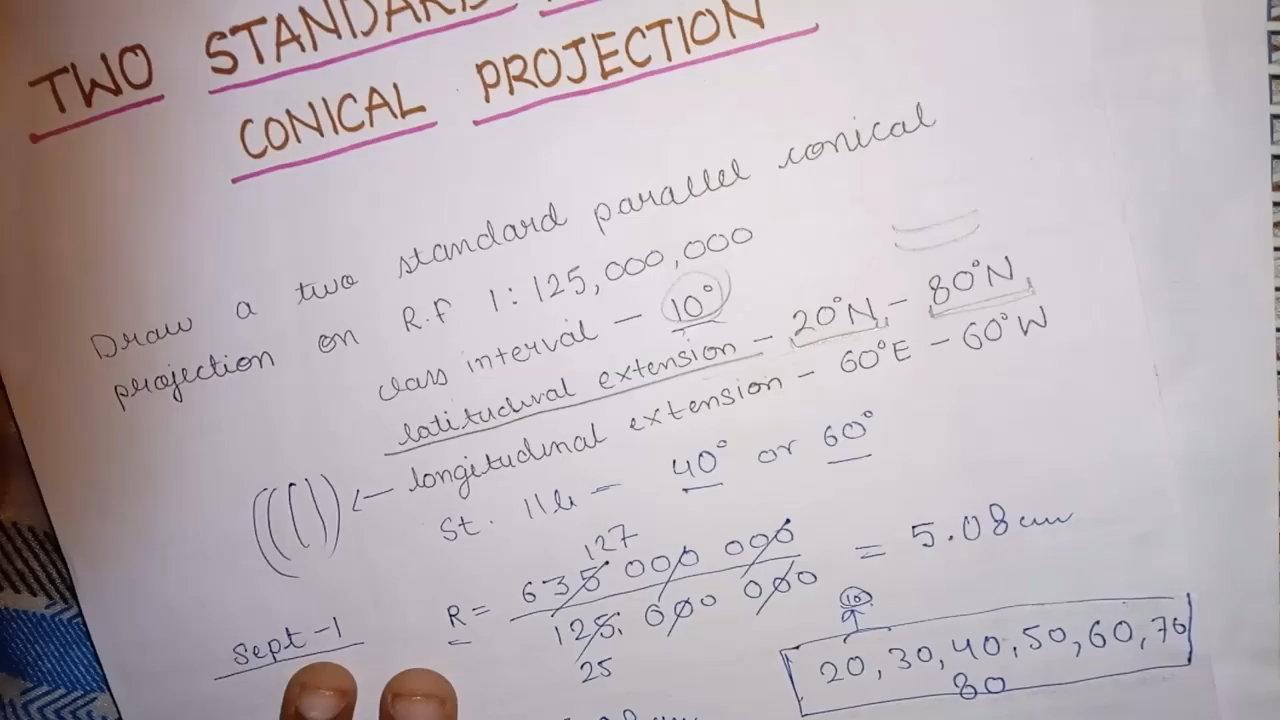 TWO STANDARD
CONICAL PROJECTION
Draw a two standard parallel conical
projection on R.f 1:125,000,000
class interval - 10°
latitudinal extension - 20°N, - 80°N,
longitudinal extension - 60°E - 60°W
St. 11le - 40° or 60°
127
R = 635 000 000 / 125. 000 000 = 5.08 cm
25
Sept -1
10
20, 30, 40, 50, 60, 70
80